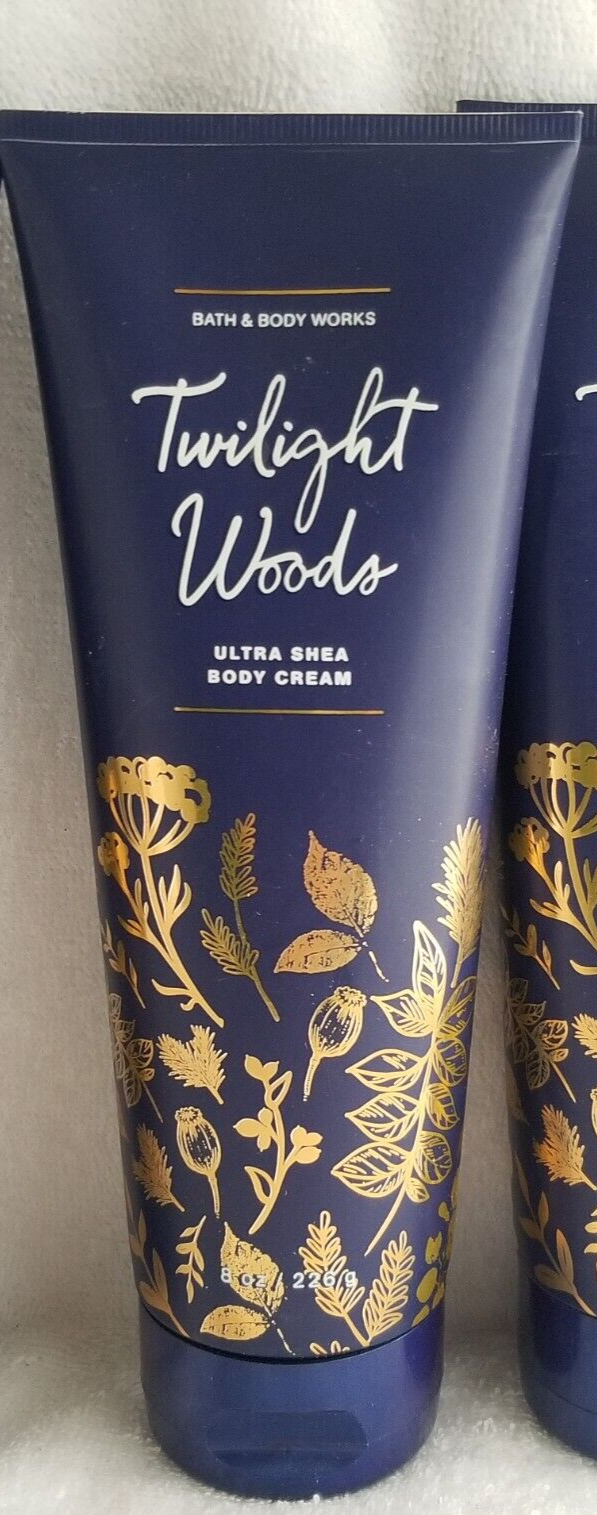 BATH & BODY WORKS
Twilight
Woods
ULTRA SHEA
BODY CREAM
8 oz / 226 g